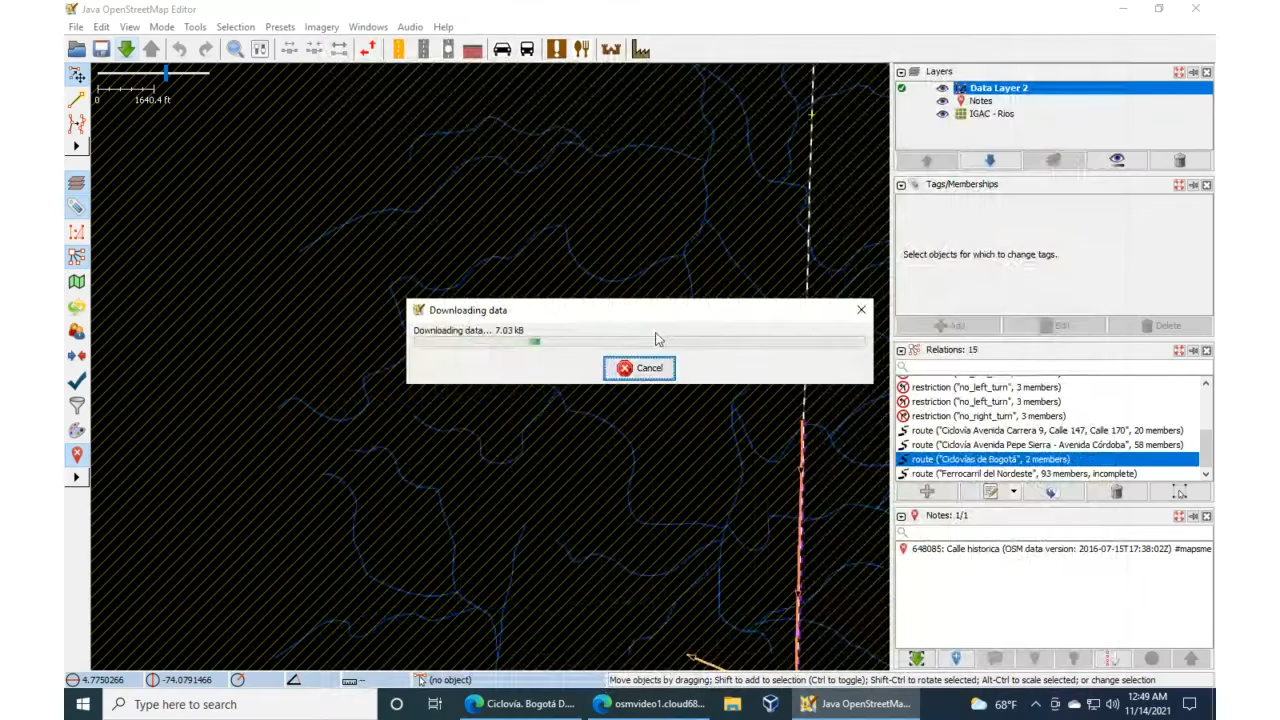 Java OpenStreetMap Editor
File Edit View Mode Tools Selection Presets Imagery Windows Audio Help
0 1640.4 ft
Layers
Data Layer 2
Notes
IGAC - Rios
Tags/Memberships
Select objects for which to change tags.
Add Edit Delete
Downloading data
Downloading data... 7.03 kB
Cancel
Relations: 15
restriction ("no_left_turn", 3 members)
restriction ("no_left_turn", 3 members)
restriction ("no_right_turn", 3 members)
route ("Ciclovía Avenida Carrera 9, Calle 147, Calle 170", 20 members)
route ("Ciclovía Avenida Pepe Sierra - Avenida Córdoba", 58 members)
route ("Ciclovías de Bogotá", 2 members)
route ("Ferrocarril del Nordeste", 93 members, incomplete)
Notes: 1/1
648085: Calle historica (OSM data version: 2016-07-15T17:38:02Z) #mapsme
4.7750266 -74.0791466 -- (no object) Move objects by dragging; Shift to add to selection (Ctrl to toggle); Shift-Ctrl to rotate selected; Alt-Ctrl to scale selected; or change selection
Type here to search
Ciclovía. Bogotá D....
osmvideo1.cloud68...
Java OpenStreetMa...
68°F
12:49 AM
11/14/2021